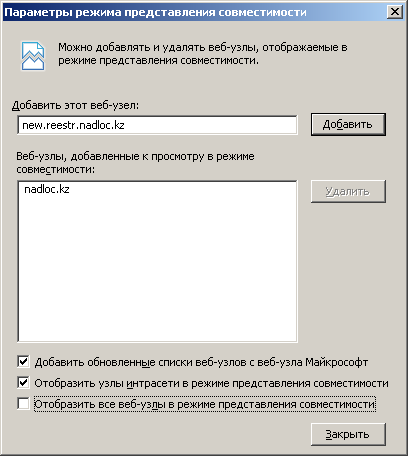 Параметры режима представления совместимости
Можно добавлять и удалять веб-узлы, отображаемые в
режиме представления совместимости.
Добавить этот веб-узел:
new.reestr.nadloc.kz
Добавить
Веб-узлы, добавленные к просмотру в режиме
совместимости:
nadloc.kz
Удалить
Добавить обновленные списки веб-узлов с веб-узла Майкрософт
Отобразить узлы интрасети в режиме представления совместимости
Отобразить все веб-узлы в режиме представления совместимости
Закрыть